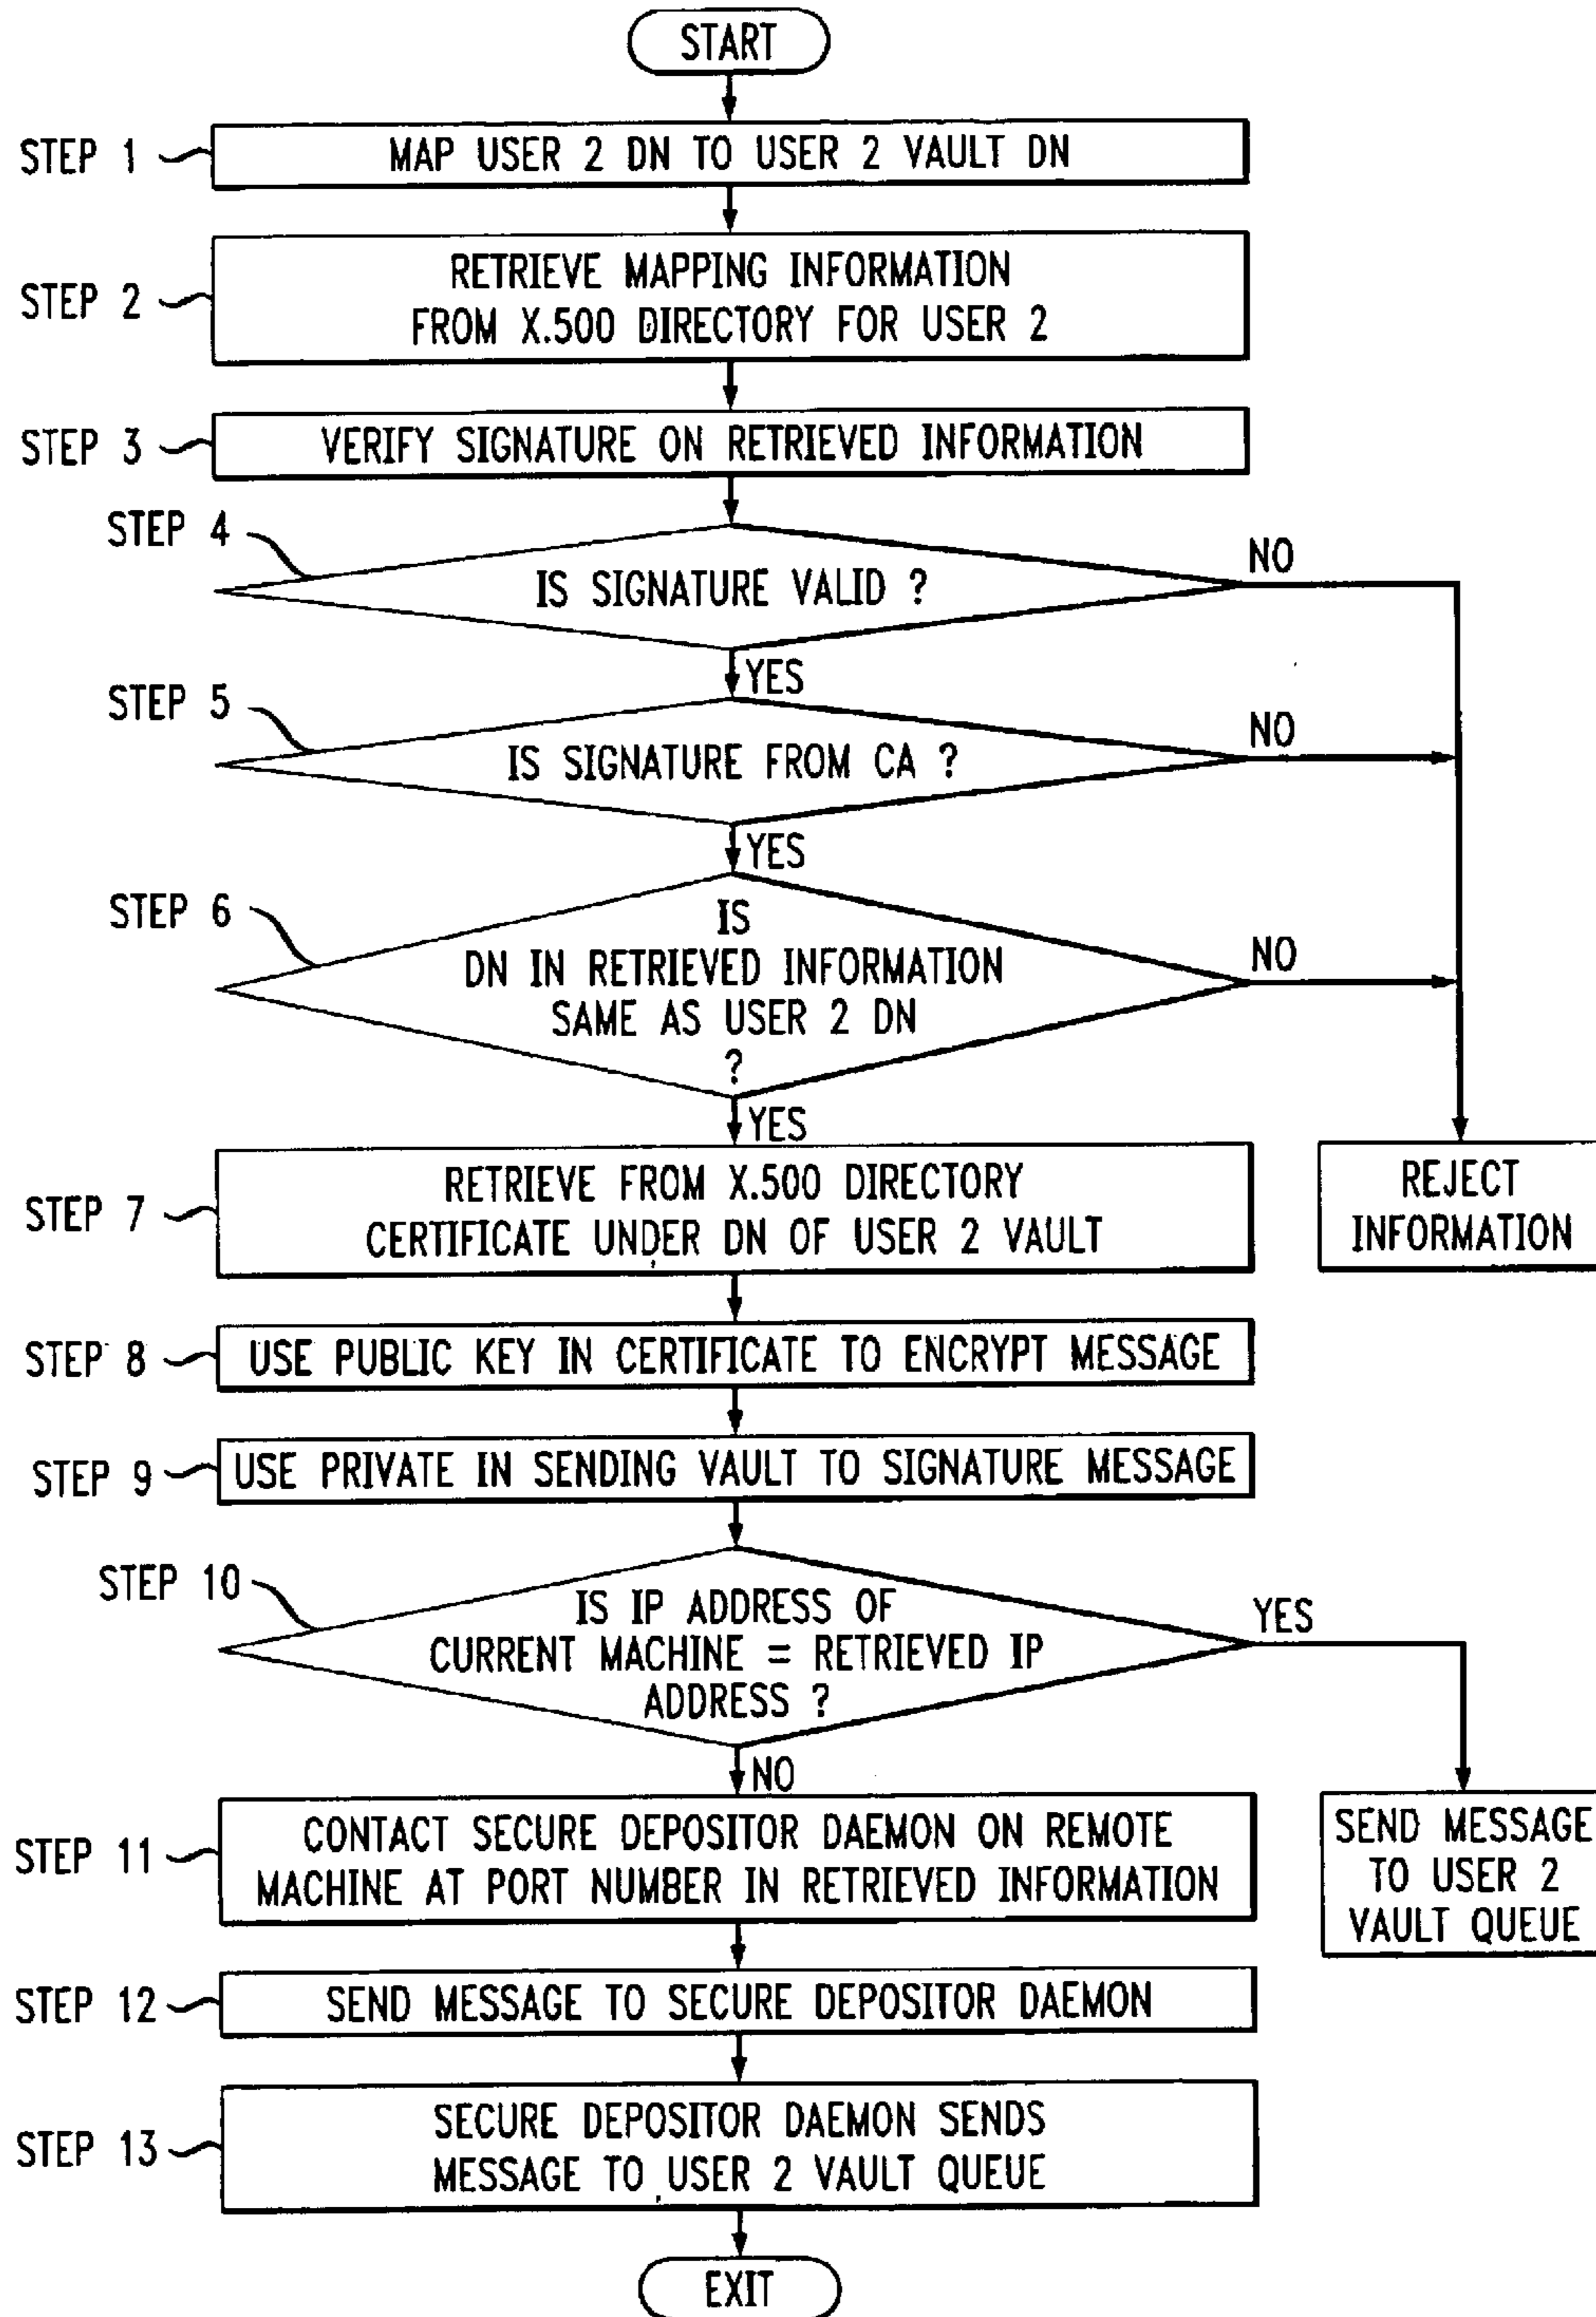 START
STEP 1
MAP USER 2 DN TO USER 2 VAULT DN
STEP 2
RETRIEVE MAPPING INFORMATION
FROM X.500 DIRECTORY FOR USER 2
STEP 3
VERIFY SIGNATURE ON RETRIEVED INFORMATION
STEP 4
IS SIGNATURE VALID ?
NO
YES
STEP 5
IS SIGNATURE FROM CA ?
NO
YES
STEP 6
IS
DN IN RETRIEVED INFORMATION
SAME AS USER 2 DN
?
NO
YES
REJECT
INFORMATION
STEP 7
RETRIEVE FROM X.500 DIRECTORY
CERTIFICATE UNDER DN OF USER 2 VAULT
STEP 8
USE PUBLIC KEY IN CERTIFICATE TO ENCRYPT MESSAGE
STEP 9
USE PRIVATE IN SENDING VAULT TO SIGNATURE MESSAGE
STEP 10
IS IP ADDRESS OF
CURRENT MACHINE = RETRIEVED IP
ADDRESS ?
YES
NO
SEND MESSAGE
TO USER 2
VAULT QUEUE
STEP 11
CONTACT SECURE DEPOSITOR DAEMON ON REMOTE
MACHINE AT PORT NUMBER IN RETRIEVED INFORMATION
STEP 12
SEND MESSAGE TO SECURE DEPOSITOR DAEMON
STEP 13
SECURE DEPOSITOR DAEMON SENDS
MESSAGE TO USER 2 VAULT QUEUE
EXIT